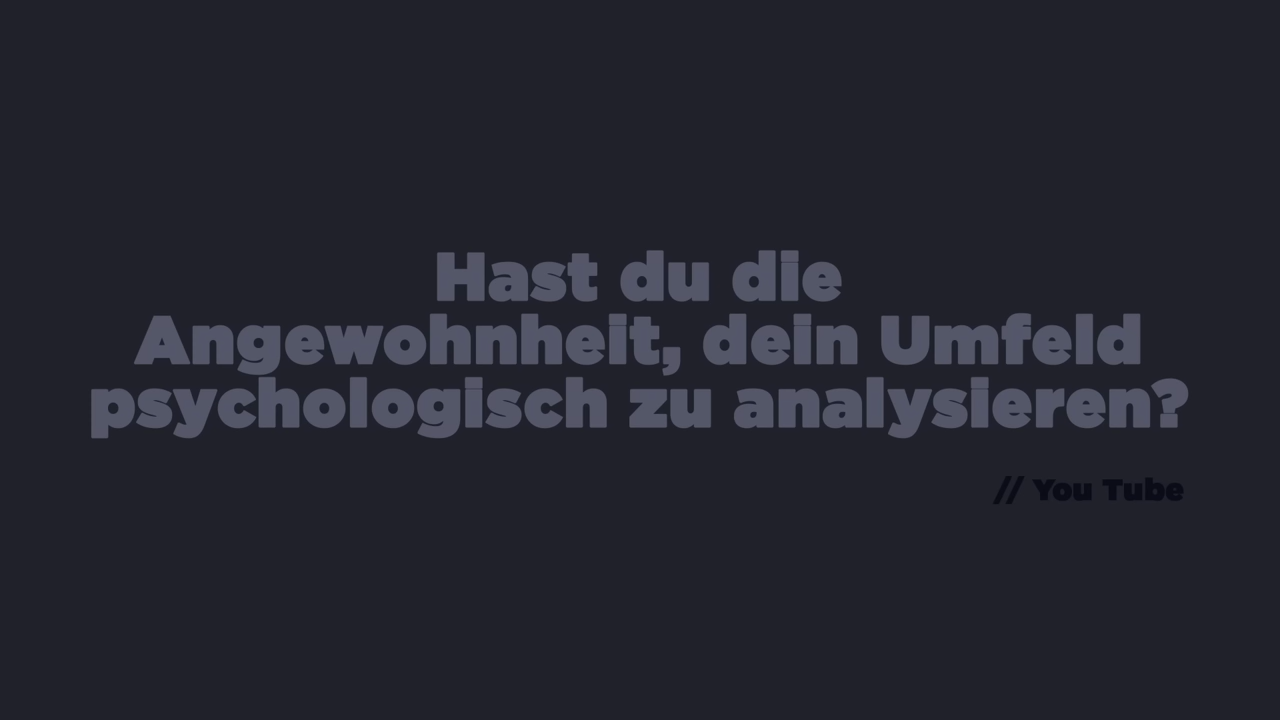 Hast du die
Angewohnheit, dein Umfeld
psychologisch zu analysieren?
// You Tube